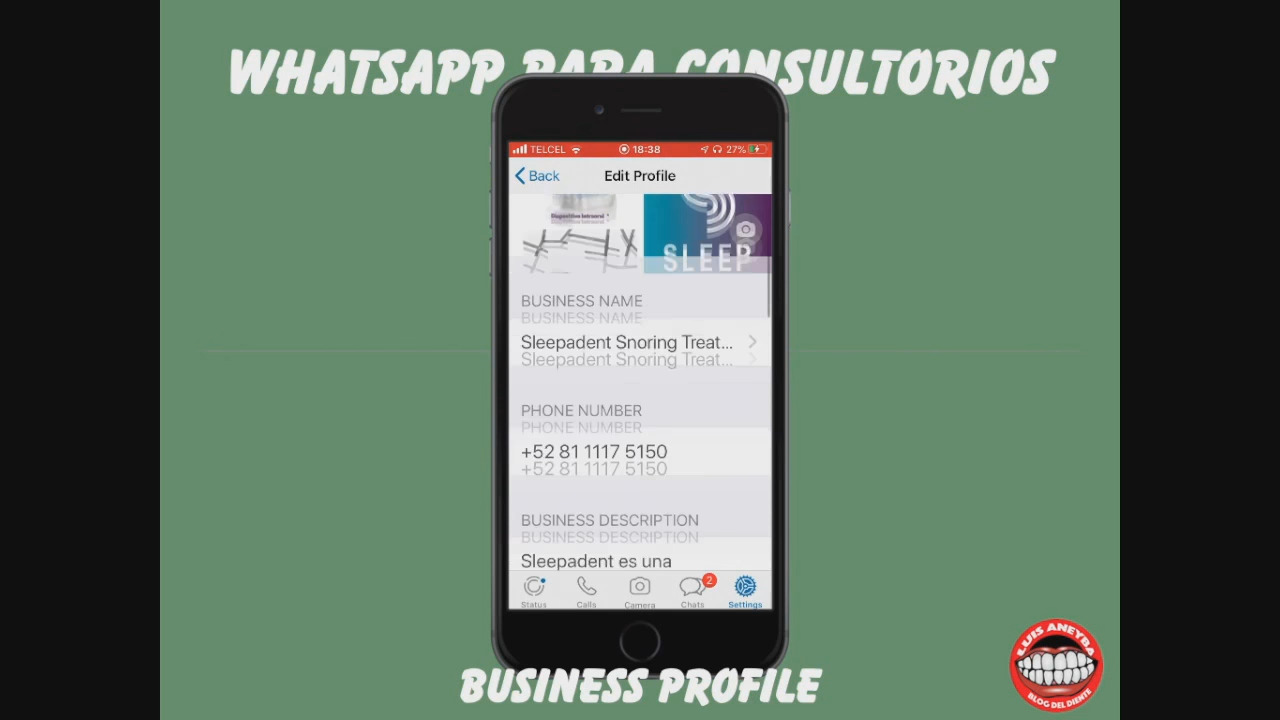 WHATSAPP PARA CONSULTORIOS
TELCEL 18:38 27%
Back Edit Profile
Dispositivo Intraoral
SLEEP
BUSINESS NAME
BUSINESS NAME
Sleepadent Snoring Treat...
Sleepadent Snoring Treat...
PHONE NUMBER
PHONE NUMBER
+52 81 1117 5150
+52 81 1117 5150
BUSINESS DESCRIPTION
BUSINESS DESCRIPTION
Sleepadent es una
2
Status Calls Camera Chats Settings
BUSINESS PROFILE
LUIS ANEYBA
BLOG DEL DIENTE